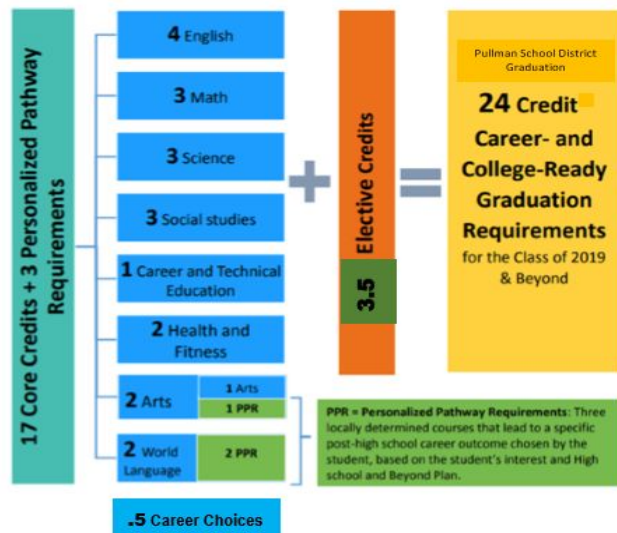 17 Core Credits + 3 Personalized Pathway
Requirements
4 English
3 Math
3 Science
3 Social studies
1 Career and Technical
Education
2 Health and
Fitness
2 Arts
1 Arts
1 PPR
2 World
Language
2 PPR
.5 Career Choices
+
3.5 Elective Credits
=
Pullman School District
Graduation
24 Credit
Career- and
College-Ready
Graduation
Requirements
for the Class of 2019
& Beyond
PPR = Personalized Pathway Requirements: Three
locally determined courses that lead to a specific
post-high school career outcome chosen by the
student, based on the student's interest and High
school and Beyond Plan.